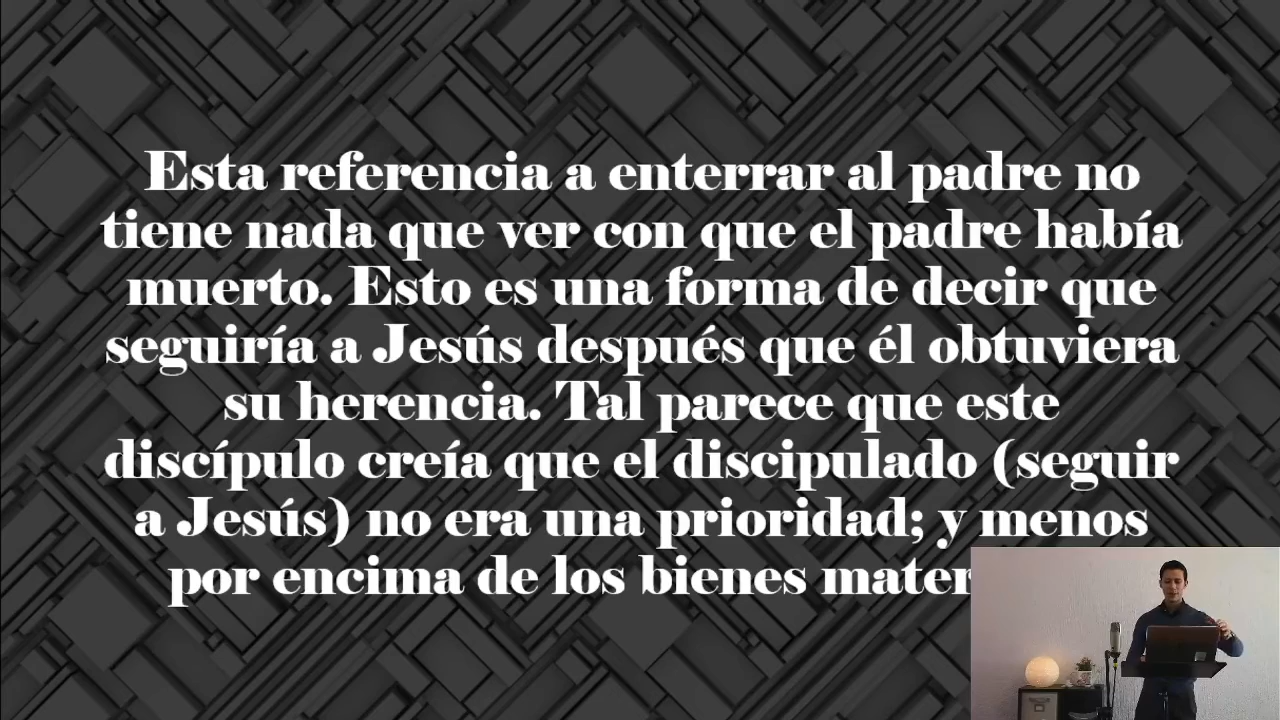 Esta referencia a enterrar al padre no
tiene nada que ver con que el padre había
muerto. Esto es una forma de decir que
seguiría a Jesús después que él obtuviera
su herencia. Tal parece que este
discípulo creía que el discipulado (seguir
a Jesús) no era una prioridad; y menos
por encima de los bienes